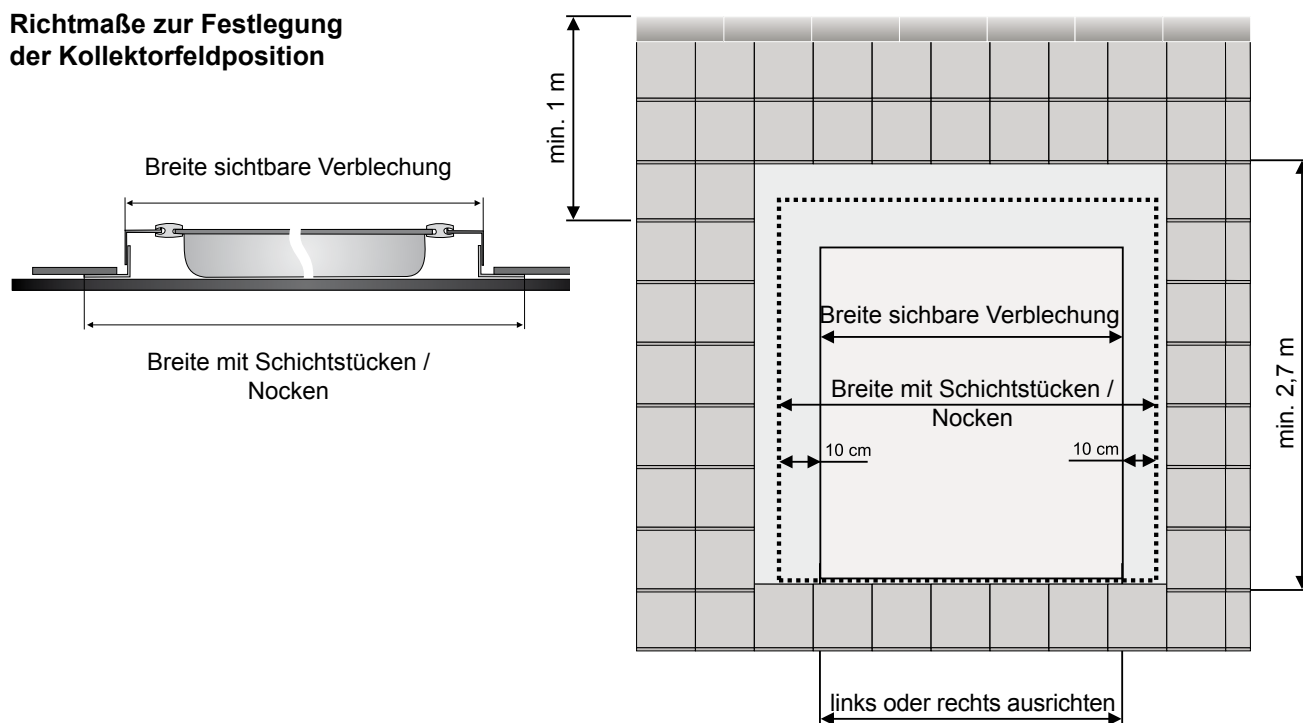 Richtmaße zur Festlegung
der Kollektorfeldposition
Breite sichtbare Verblechung
Breite mit Schichtstücken /
Nocken
min. 1 m
Breite sichbare Verblechung
Breite mit Schichtstücken /
Nocken
10 cm
10 cm
min. 2,7 m
links oder rechts ausrichten